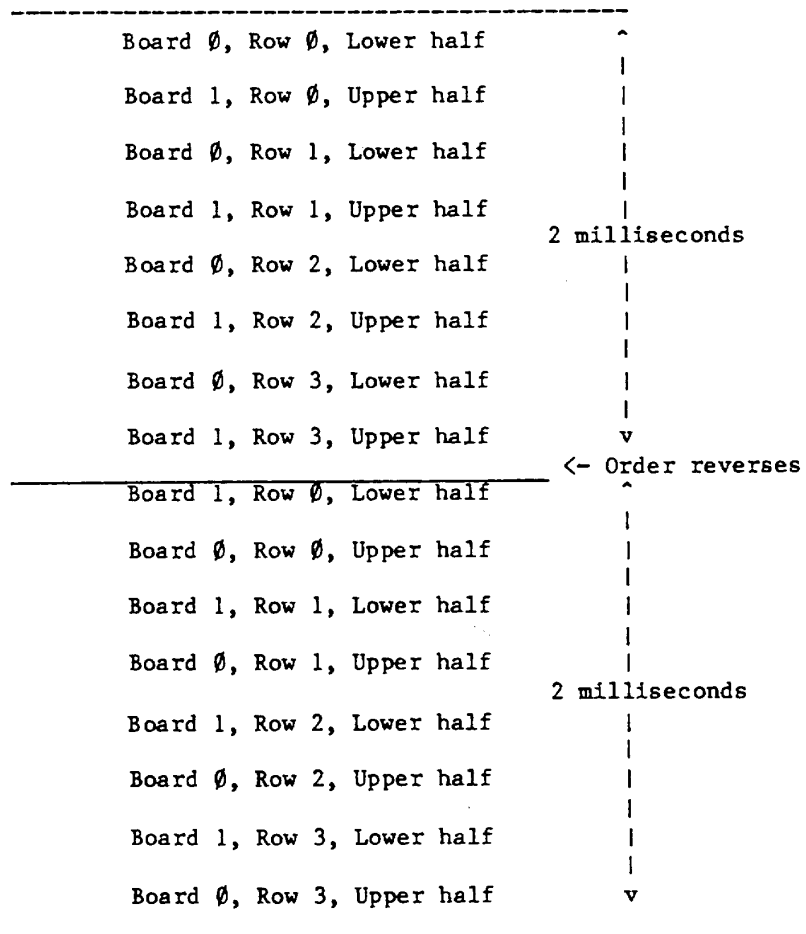 Board Ø, Row Ø, Lower half
Board 1, Row Ø, Upper half
Board Ø, Row 1, Lower half
Board 1, Row 1, Upper half
2 milliseconds
Board Ø, Row 2, Lower half
Board 1, Row 2, Upper half
Board Ø, Row 3, Lower half
Board 1, Row 3, Upper half
<- Order reverses
Board 1, Row Ø, Lower half
Board Ø, Row Ø, Upper half
Board 1, Row 1, Lower half
Board Ø, Row 1, Upper half
2 milliseconds
Board 1, Row 2, Lower half
Board Ø, Row 2, Upper half
Board 1, Row 3, Lower half
Board Ø, Row 3, Upper half